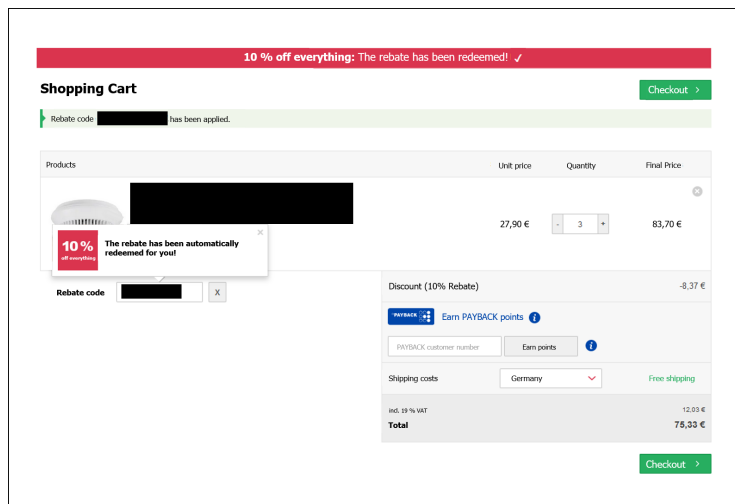 10 % off everything: The rebate has been redeemed! ✓
Shopping Cart
Checkout >
Rebate code has been applied.
Products Unit price Quantity Final Price
27,90 € - 3 + 83,70 €
10 %
off everything
The rebate has been automatically
redeemed for you!
Rebate code X
Discount (10% Rebate) -8,37 €
PAYBACK Earn PAYBACK points i
PAYBACK customer number Earn points i
Shipping costs Germany Free shipping
incl. 19 % VAT 12,03 €
Total 75,33 €
Checkout >